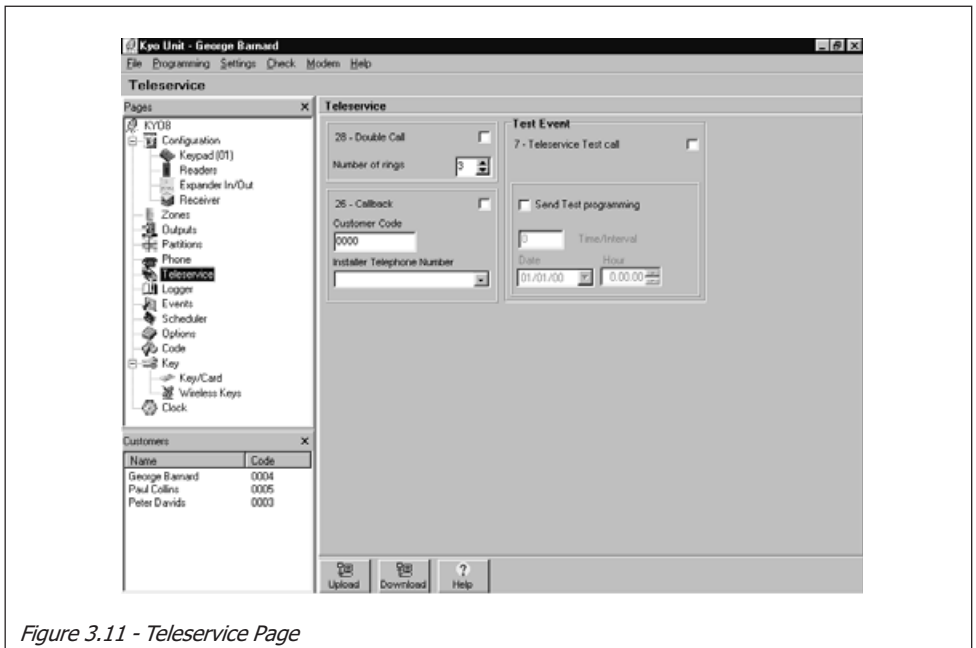 Kyo Unit - George Barnard
File Programming Settings Check Modem Help
Teleservice
Pages
KYO8
Configuration
Keypad (01)
Readers
Expander In/Out
Receiver
Zones
Outputs
Partitions
Phone
Teleservice
Logger
Events
Scheduler
Options
Code
Key
Key/Card
Wireless Keys
Clock
Customers
Name Code
George Barnard 0004
Paul Collins 0005
Peter Davids 0003
Teleservice
28 - Double Call
Number of rings 3
26 - Callback
Customer Code
0000
Installer Telephone Number
Test Event
7 - Teleservice Test call
Send Test programming
0 Time/Interval
Date Hour
01/01/00 0.00.00
Upload Download Help
Figure 3.11 - Teleservice Page